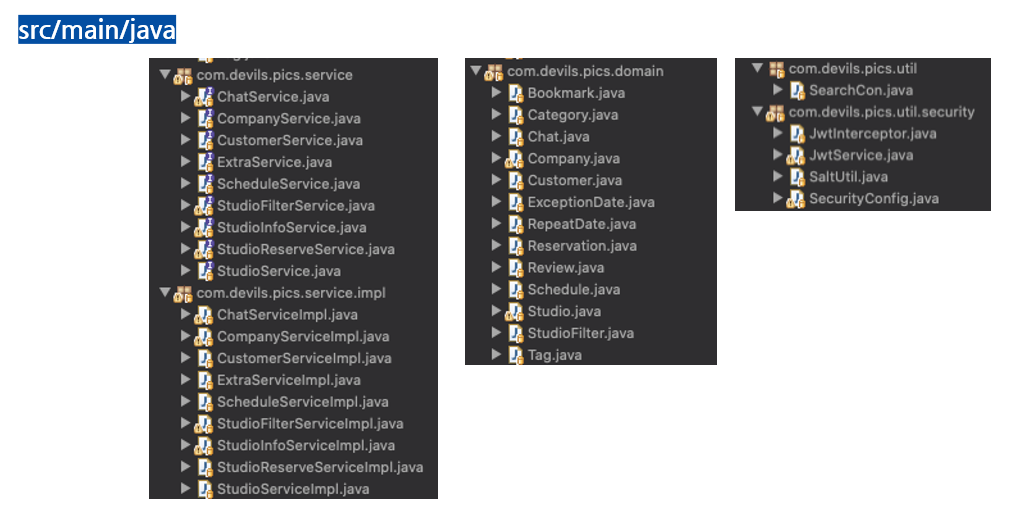 src/main/java
com.devils.pics.service
ChatService.java
CompanyService.java
CustomerService.java
ExtraService.java
ScheduleService.java
StudioFilterService.java
StudioInfoService.java
StudioReserveService.java
StudioService.java
com.devils.pics.service.impl
ChatServiceImpl.java
CompanyServiceImpl.java
CustomerServiceImpl.java
ExtraServiceImpl.java
ScheduleServiceImpl.java
StudioFilterServiceImpl.java
StudioInfoServiceImpl.java
StudioReserveServiceImpl.java
StudioServiceImpl.java
com.devils.pics.domain
Bookmark.java
Category.java
Chat.java
Company.java
Customer.java
ExceptionDate.java
RepeatDate.java
Reservation.java
Review.java
Schedule.java
Studio.java
StudioFilter.java
Tag.java
com.devils.pics.util
SearchCon.java
com.devils.pics.util.security
JwtInterceptor.java
JwtService.java
SaltUtil.java
SecurityConfig.java